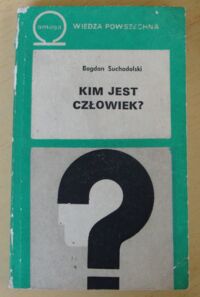 omega
WIEDZA POWSZECHNA
Bogdan Suchodolski
KIM JEST
CZŁOWIEK?
?